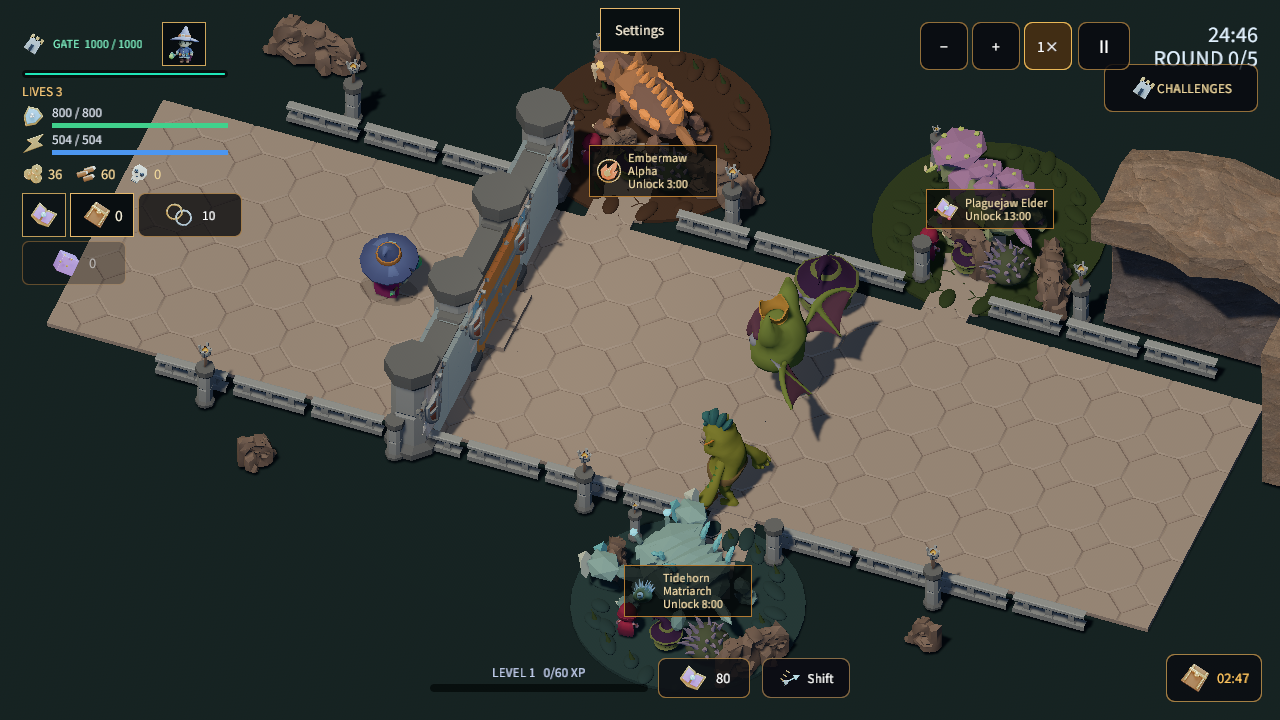 Settings
GATE 1000 / 1000
24:46
ROUND 0/5
− + 1× II
CHALLENGES
LIVES 3
800 / 800
504 / 504
36 60 0
0 10
0
Embermaw
Alpha
Unlock 3:00
Plaguejaw Elder
Unlock 13:00
Tidehorn
Matriarch
Unlock 8:00
LEVEL 1 0/60 XP
80
Shift
02:47